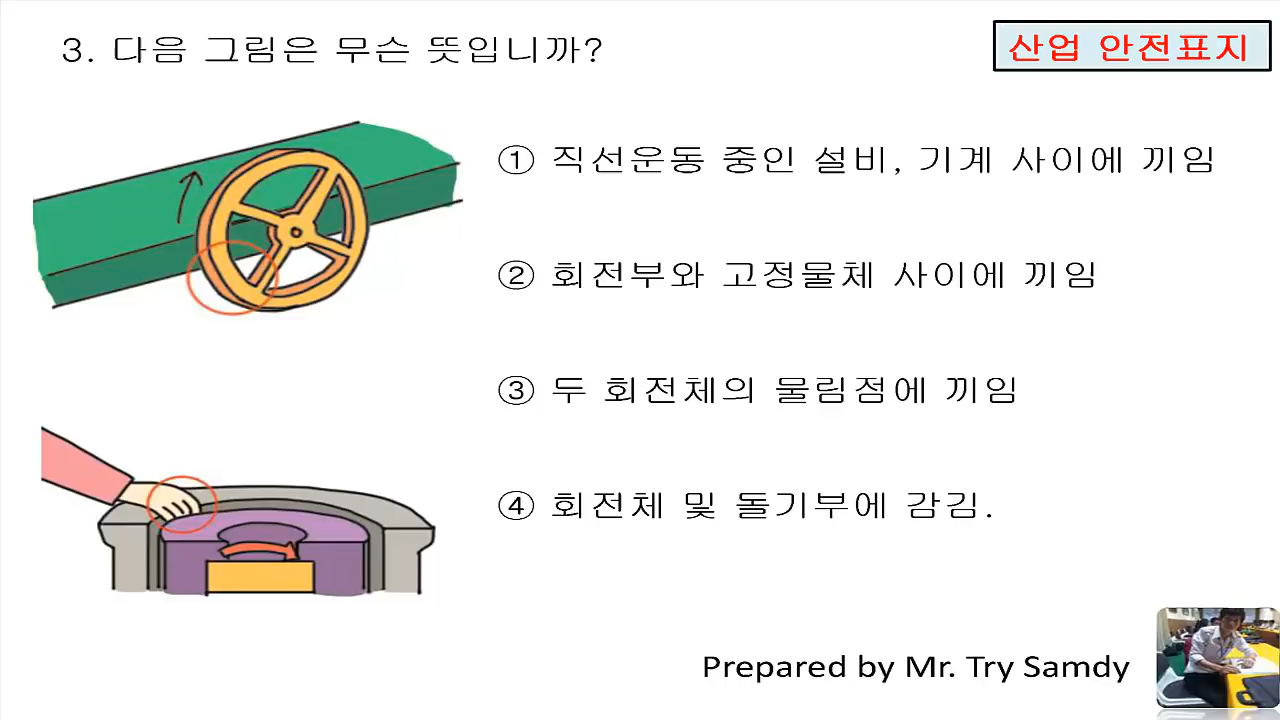 3. 다음 그림은 무슨 뜻입니까?
산업 안전표지
① 직선운동 중인 설비, 기계 사이에 끼임
② 회전부와 고정물체 사이에 끼임
③ 두 회전체의 물림점에 끼임
④ 회전체 및 돌기부에 감김.
Prepared by Mr. Try Samdy